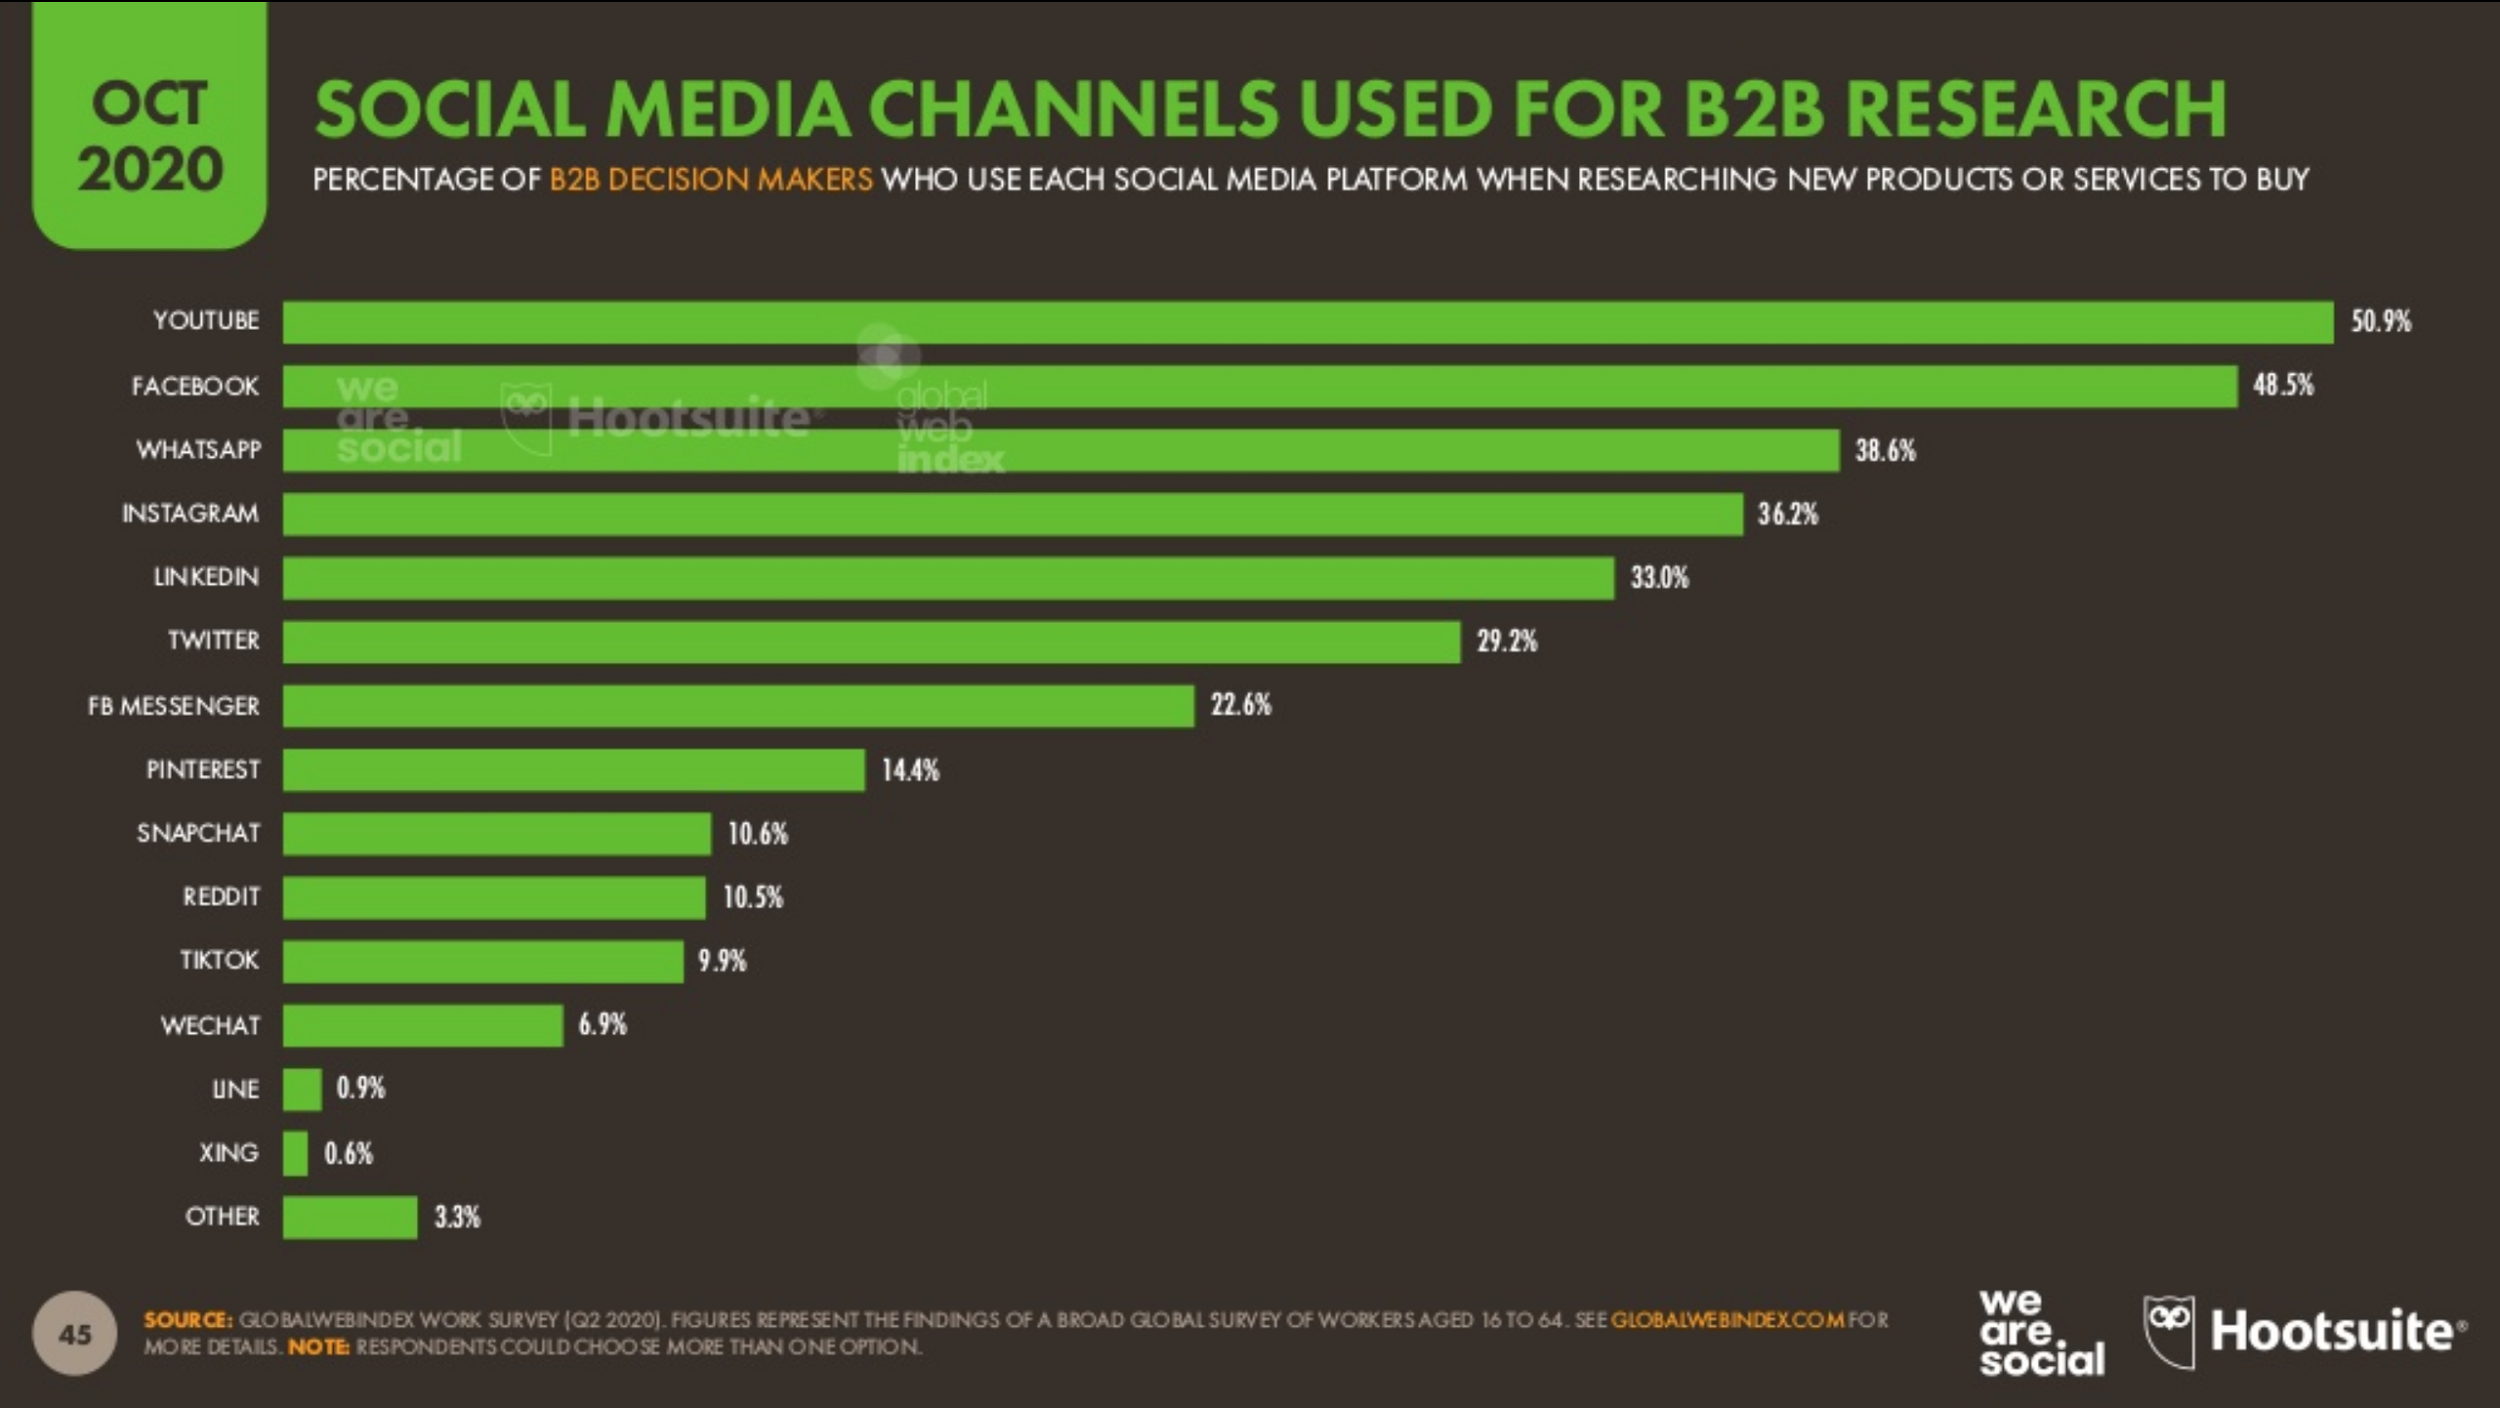 OCT
2020
SOCIAL MEDIA CHANNELS USED FOR B2B RESEARCH
PERCENTAGE OF B2B DECISION MAKERS WHO USE EACH SOCIAL MEDIA PLATFORM WHEN RESEARCHING NEW PRODUCTS OR SERVICES TO BUY
YOUTUBE 50.9%
FACEBOOK 48.5%
WHATSAPP 38.6%
INSTAGRAM 36.2%
LINKEDIN 33.0%
TWITTER 29.2%
FB MESSENGER 22.6%
PINTEREST 14.4%
SNAPCHAT 10.6%
REDDIT 10.5%
TIKTOK 9.9%
WECHAT 6.9%
LINE 0.9%
XING 0.6%
OTHER 3.3%
we
are
social
Hootsuite®
global
web
index
45
SOURCE: GLOBALWEBINDEX WORK SURVEY (Q2 2020). FIGURES REPRESENT THE FINDINGS OF A BROAD GLOBAL SURVEY OF WORKERS AGED 16 TO 64. SEE GLOBALWEBINDEX.COM FOR
MORE DETAILS. NOTE: RESPONDENTS COULD CHOOSE MORE THAN ONE OPTION.
we
are
social
Hootsuite®